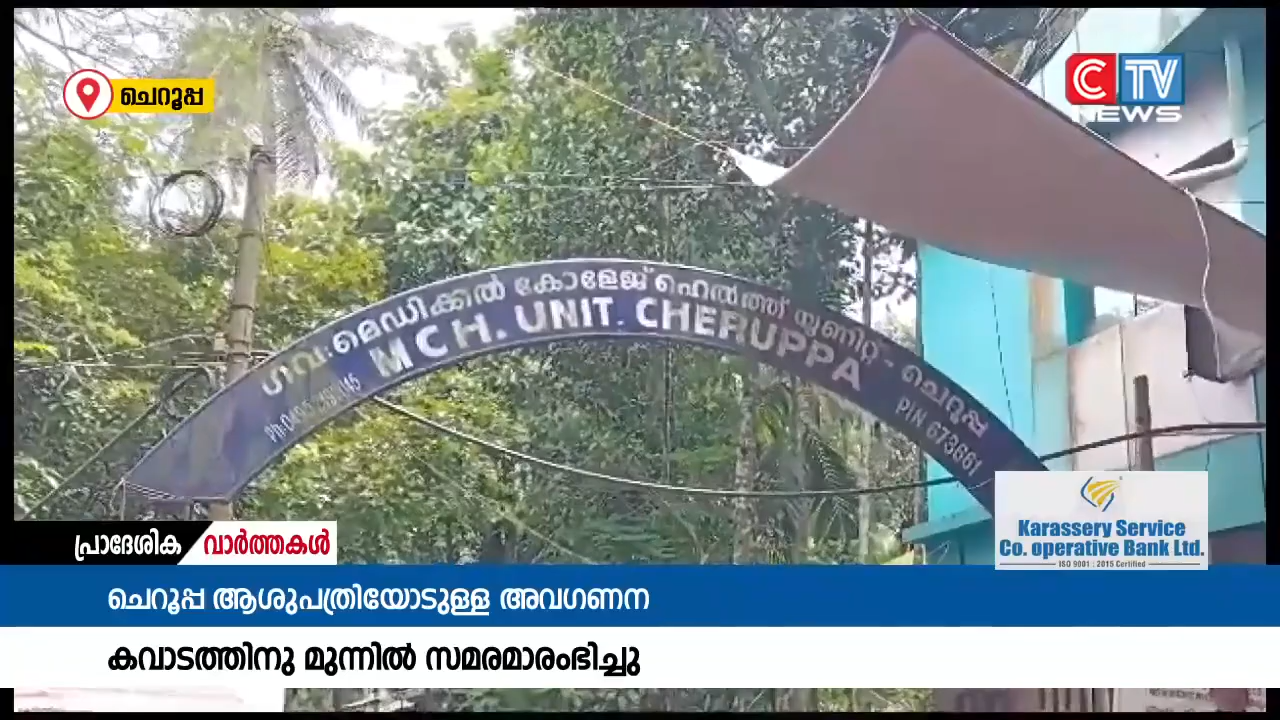 ചെറൂപ്പ
CTV
NEWS
ഗവ: മെഡിക്കൽ കോളേജ് ഹെൽത്ത് യൂണിറ്റ് - ചെറൂപ്പ
MCH. UNIT. CHERUPPA
PIN 673661
Karassery Service
Co. operative Bank Ltd.
ISO 9001 : 2015 Certified
പ്രാദേശിക വാർത്തകൾ
ചെറൂപ്പ ആശുപത്രിയോടുള്ള അവഗണന
കവാടത്തിനു മുന്നിൽ സമരമാരംഭിച്ചു